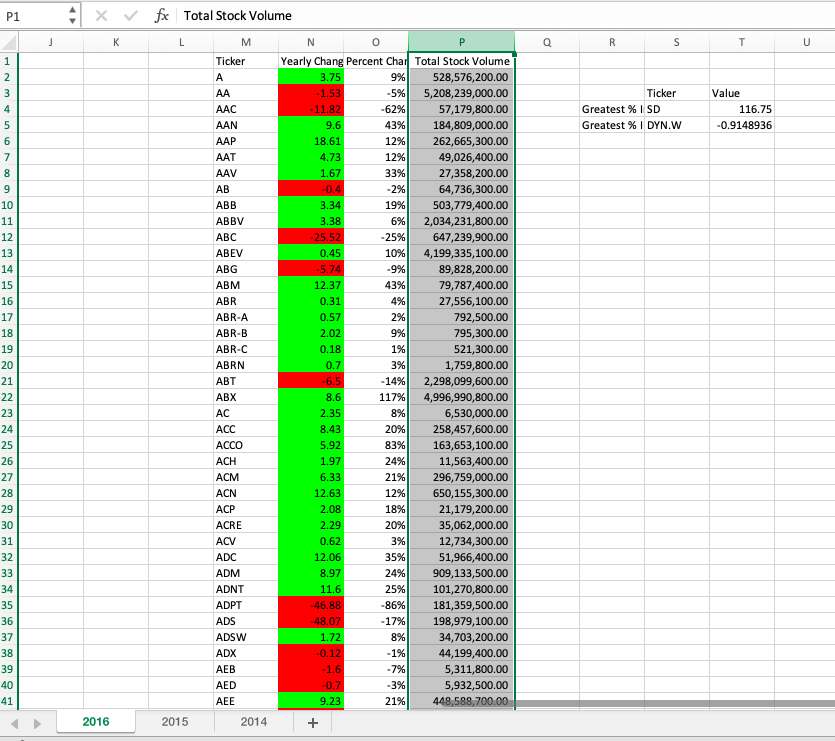 P1 fx Total Stock Volume
J K L M N O P Q R S T U
1 Ticker Yearly Chang Percent Char Total Stock Volume
2 A 3.75 9% 528,576,200.00
3 AA -1.53 -5% 5,208,239,000.00 Ticker Value
4 AAC -11.82 -62% 57,179,800.00 Greatest % I SD 116.75
5 AAN 9.6 43% 184,809,000.00 Greatest % I DYN.W -0.9148936
6 AAP 18.61 12% 262,665,300.00
7 AAT 4.73 12% 49,026,400.00
8 AAV 1.67 33% 27,358,200.00
9 AB -0.4 -2% 64,736,300.00
10 ABB 3.34 19% 503,779,400.00
11 ABBV 3.38 6% 2,034,231,800.00
12 ABC -25.52 -25% 647,239,900.00
13 ABEV 0.45 10% 4,199,335,100.00
14 ABG -5.74 -9% 89,828,200.00
15 ABM 12.37 43% 79,787,400.00
16 ABR 0.31 4% 27,556,100.00
17 ABR-A 0.57 2% 792,500.00
18 ABR-B 2.02 9% 795,300.00
19 ABR-C 0.18 1% 521,300.00
20 ABRN 0.7 3% 1,759,800.00
21 ABT -6.5 -14% 2,298,099,600.00
22 ABX 8.6 117% 4,996,990,800.00
23 AC 2.35 8% 6,530,000.00
24 ACC 8.43 20% 258,457,600.00
25 ACCO 5.92 83% 163,653,100.00
26 ACH 1.97 24% 11,563,400.00
27 ACM 6.33 21% 296,759,000.00
28 ACN 12.63 12% 650,155,300.00
29 ACP 2.08 18% 21,179,200.00
30 ACRE 2.29 20% 35,062,000.00
31 ACV 0.62 3% 12,734,300.00
32 ADC 12.06 35% 51,966,400.00
33 ADM 8.97 24% 909,133,500.00
34 ADNT 11.6 25% 101,270,800.00
35 ADPT -46.88 -86% 181,359,500.00
36 ADS -48.07 -17% 198,979,100.00
37 ADSW 1.72 8% 34,703,200.00
38 ADX -0.12 -1% 44,199,400.00
39 AEB -1.6 -7% 5,311,800.00
40 AED -0.7 -3% 5,932,500.00
41 AEE 9.23 21% 448,588,700.00
2016 2015 2014 +